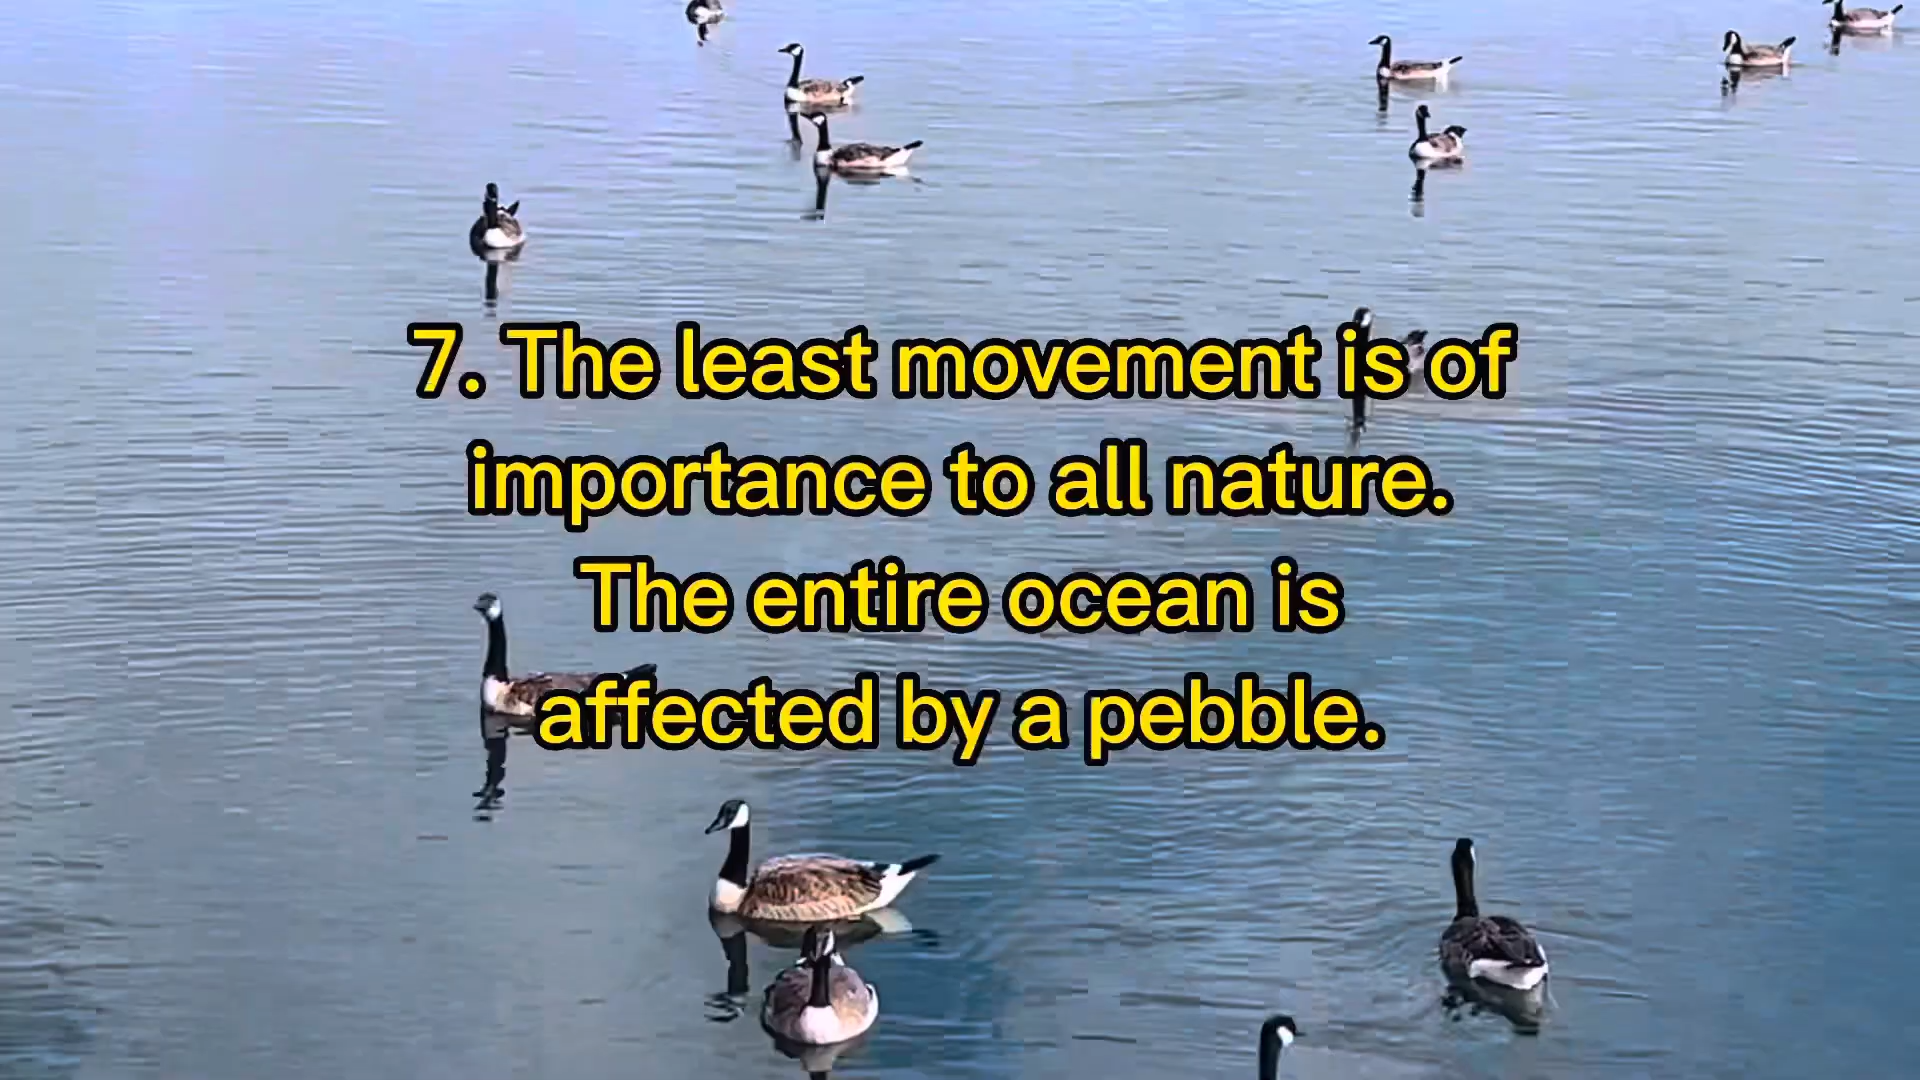 7. The least movement is of
importance to all nature.
The entire ocean is
affected by a pebble.